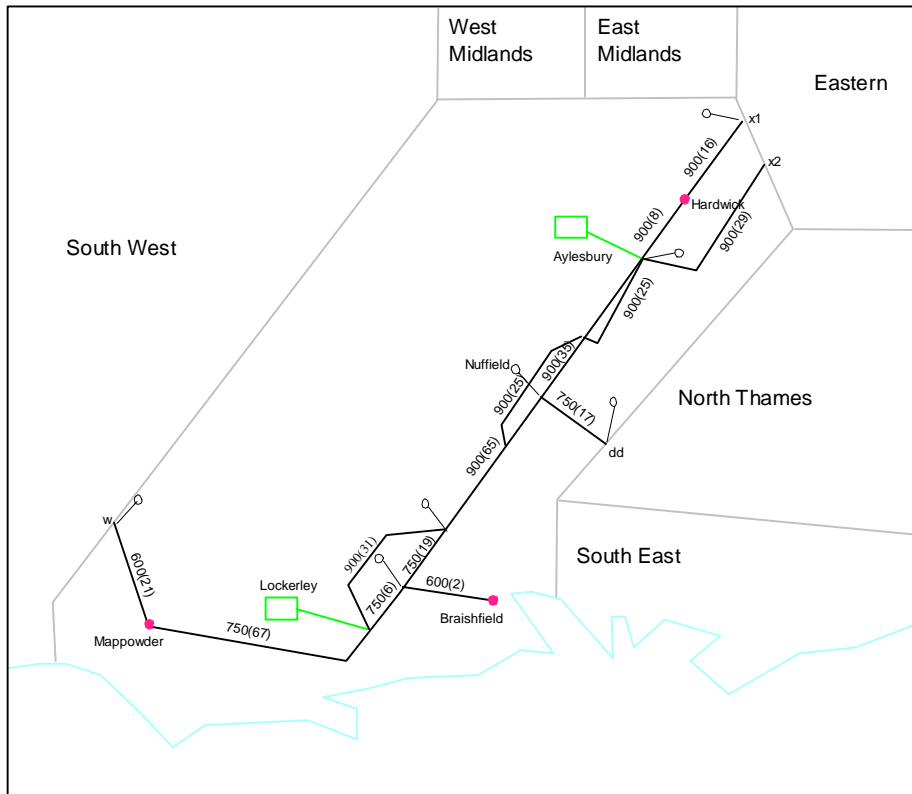 West
Midlands
East
Midlands
Eastern
x1
900(16)
x2
Hardwick
900(8)
900(29)
South West
Aylesbury
900(25)
900(35)
Nuffield
900(25)
750(17)
North Thames
900(65)
dd
w
900(31)
750(19)
South East
600(21)
Lockerley
750(6)
600(2)
Braishfield
Mappowder
750(67)